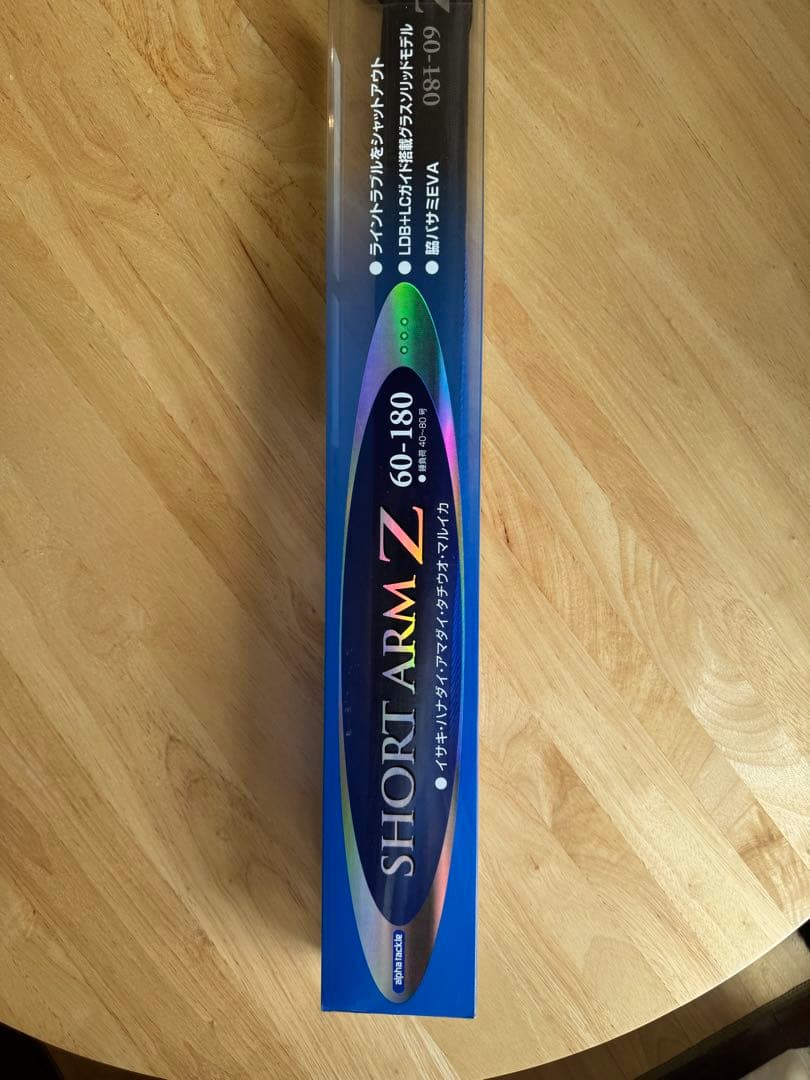 alpha tackle
SHORT ARM Z 60-180
●錘負荷 40～80号
●イサキ・ハナダイ・アマダイ・タチウオ・マルイカ
●ライントラブルをシャットアウト
●LDB+LCガイド搭載グラスソリッドモデル
●脇バサミEVA
60-180